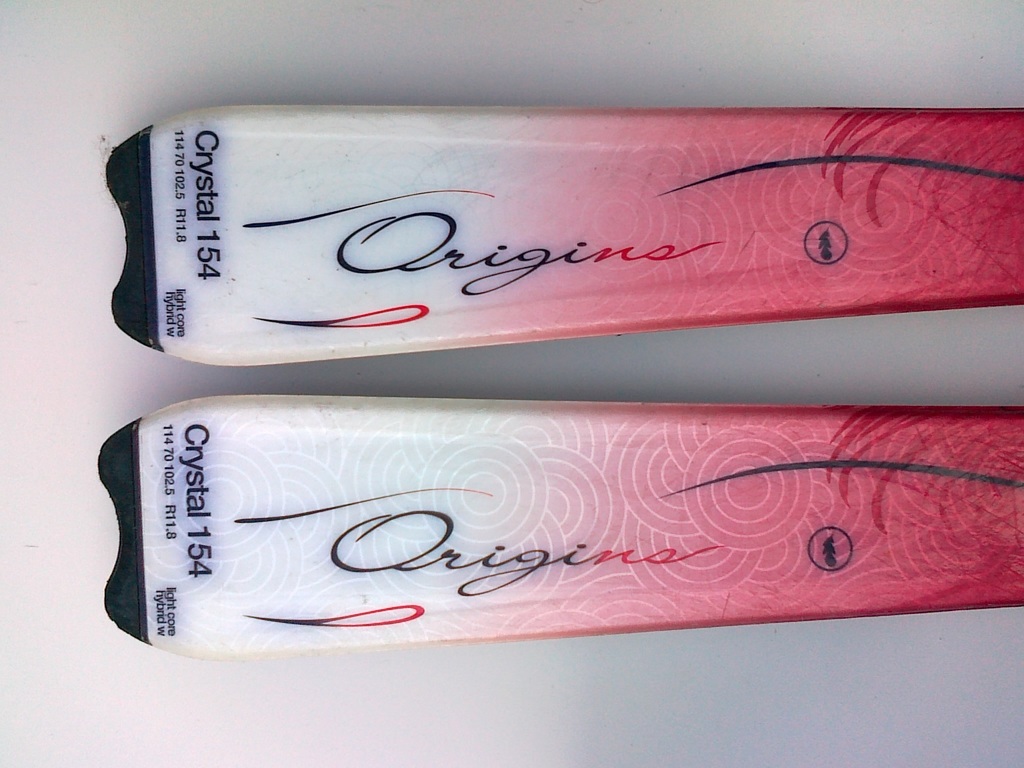 Crystal 154
114 70 102.5 R11.8
light core
hybrid w
Origins
Crystal 154
114 70 102.5 R11.8
light core
hybrid w
Origins